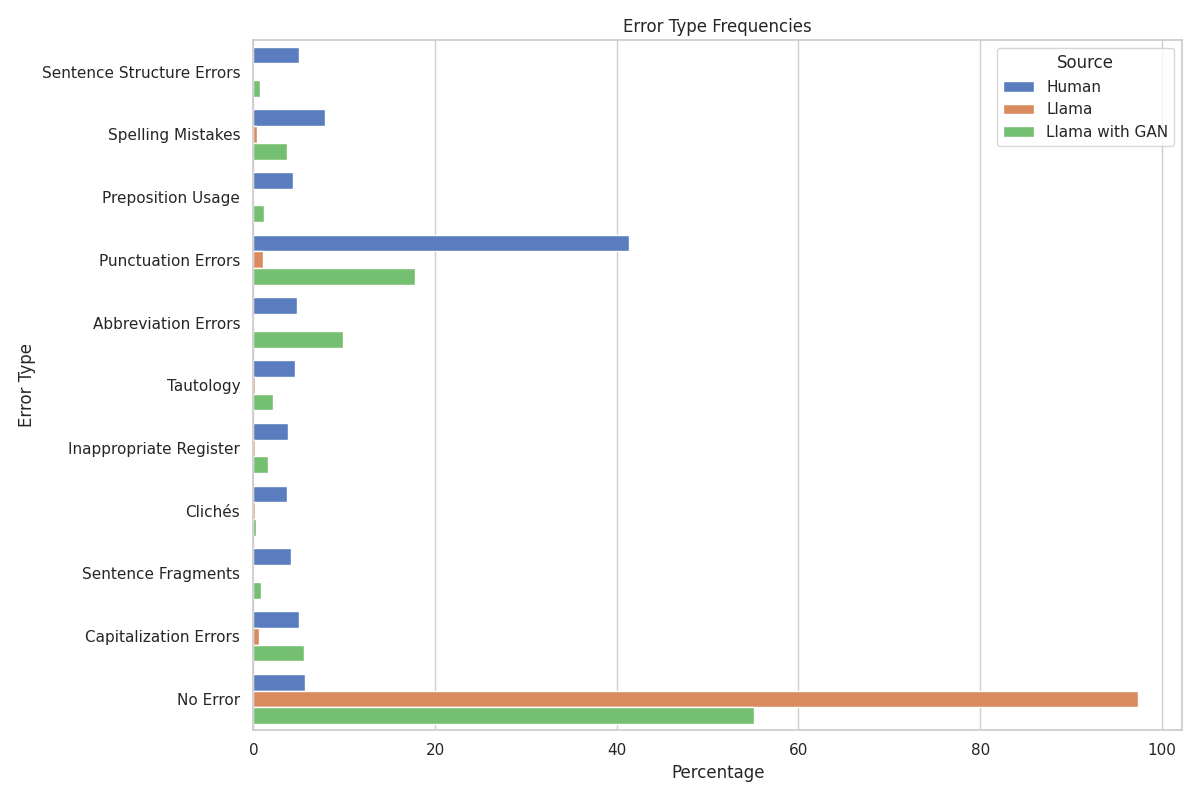 Error Type Frequencies
Source
Human
Llama
Llama with GAN
Error Type
Sentence Structure Errors
Spelling Mistakes
Preposition Usage
Punctuation Errors
Abbreviation Errors
Tautology
Inappropriate Register
Clichés
Sentence Fragments
Capitalization Errors
No Error
0 20 40 60 80 100
Percentage